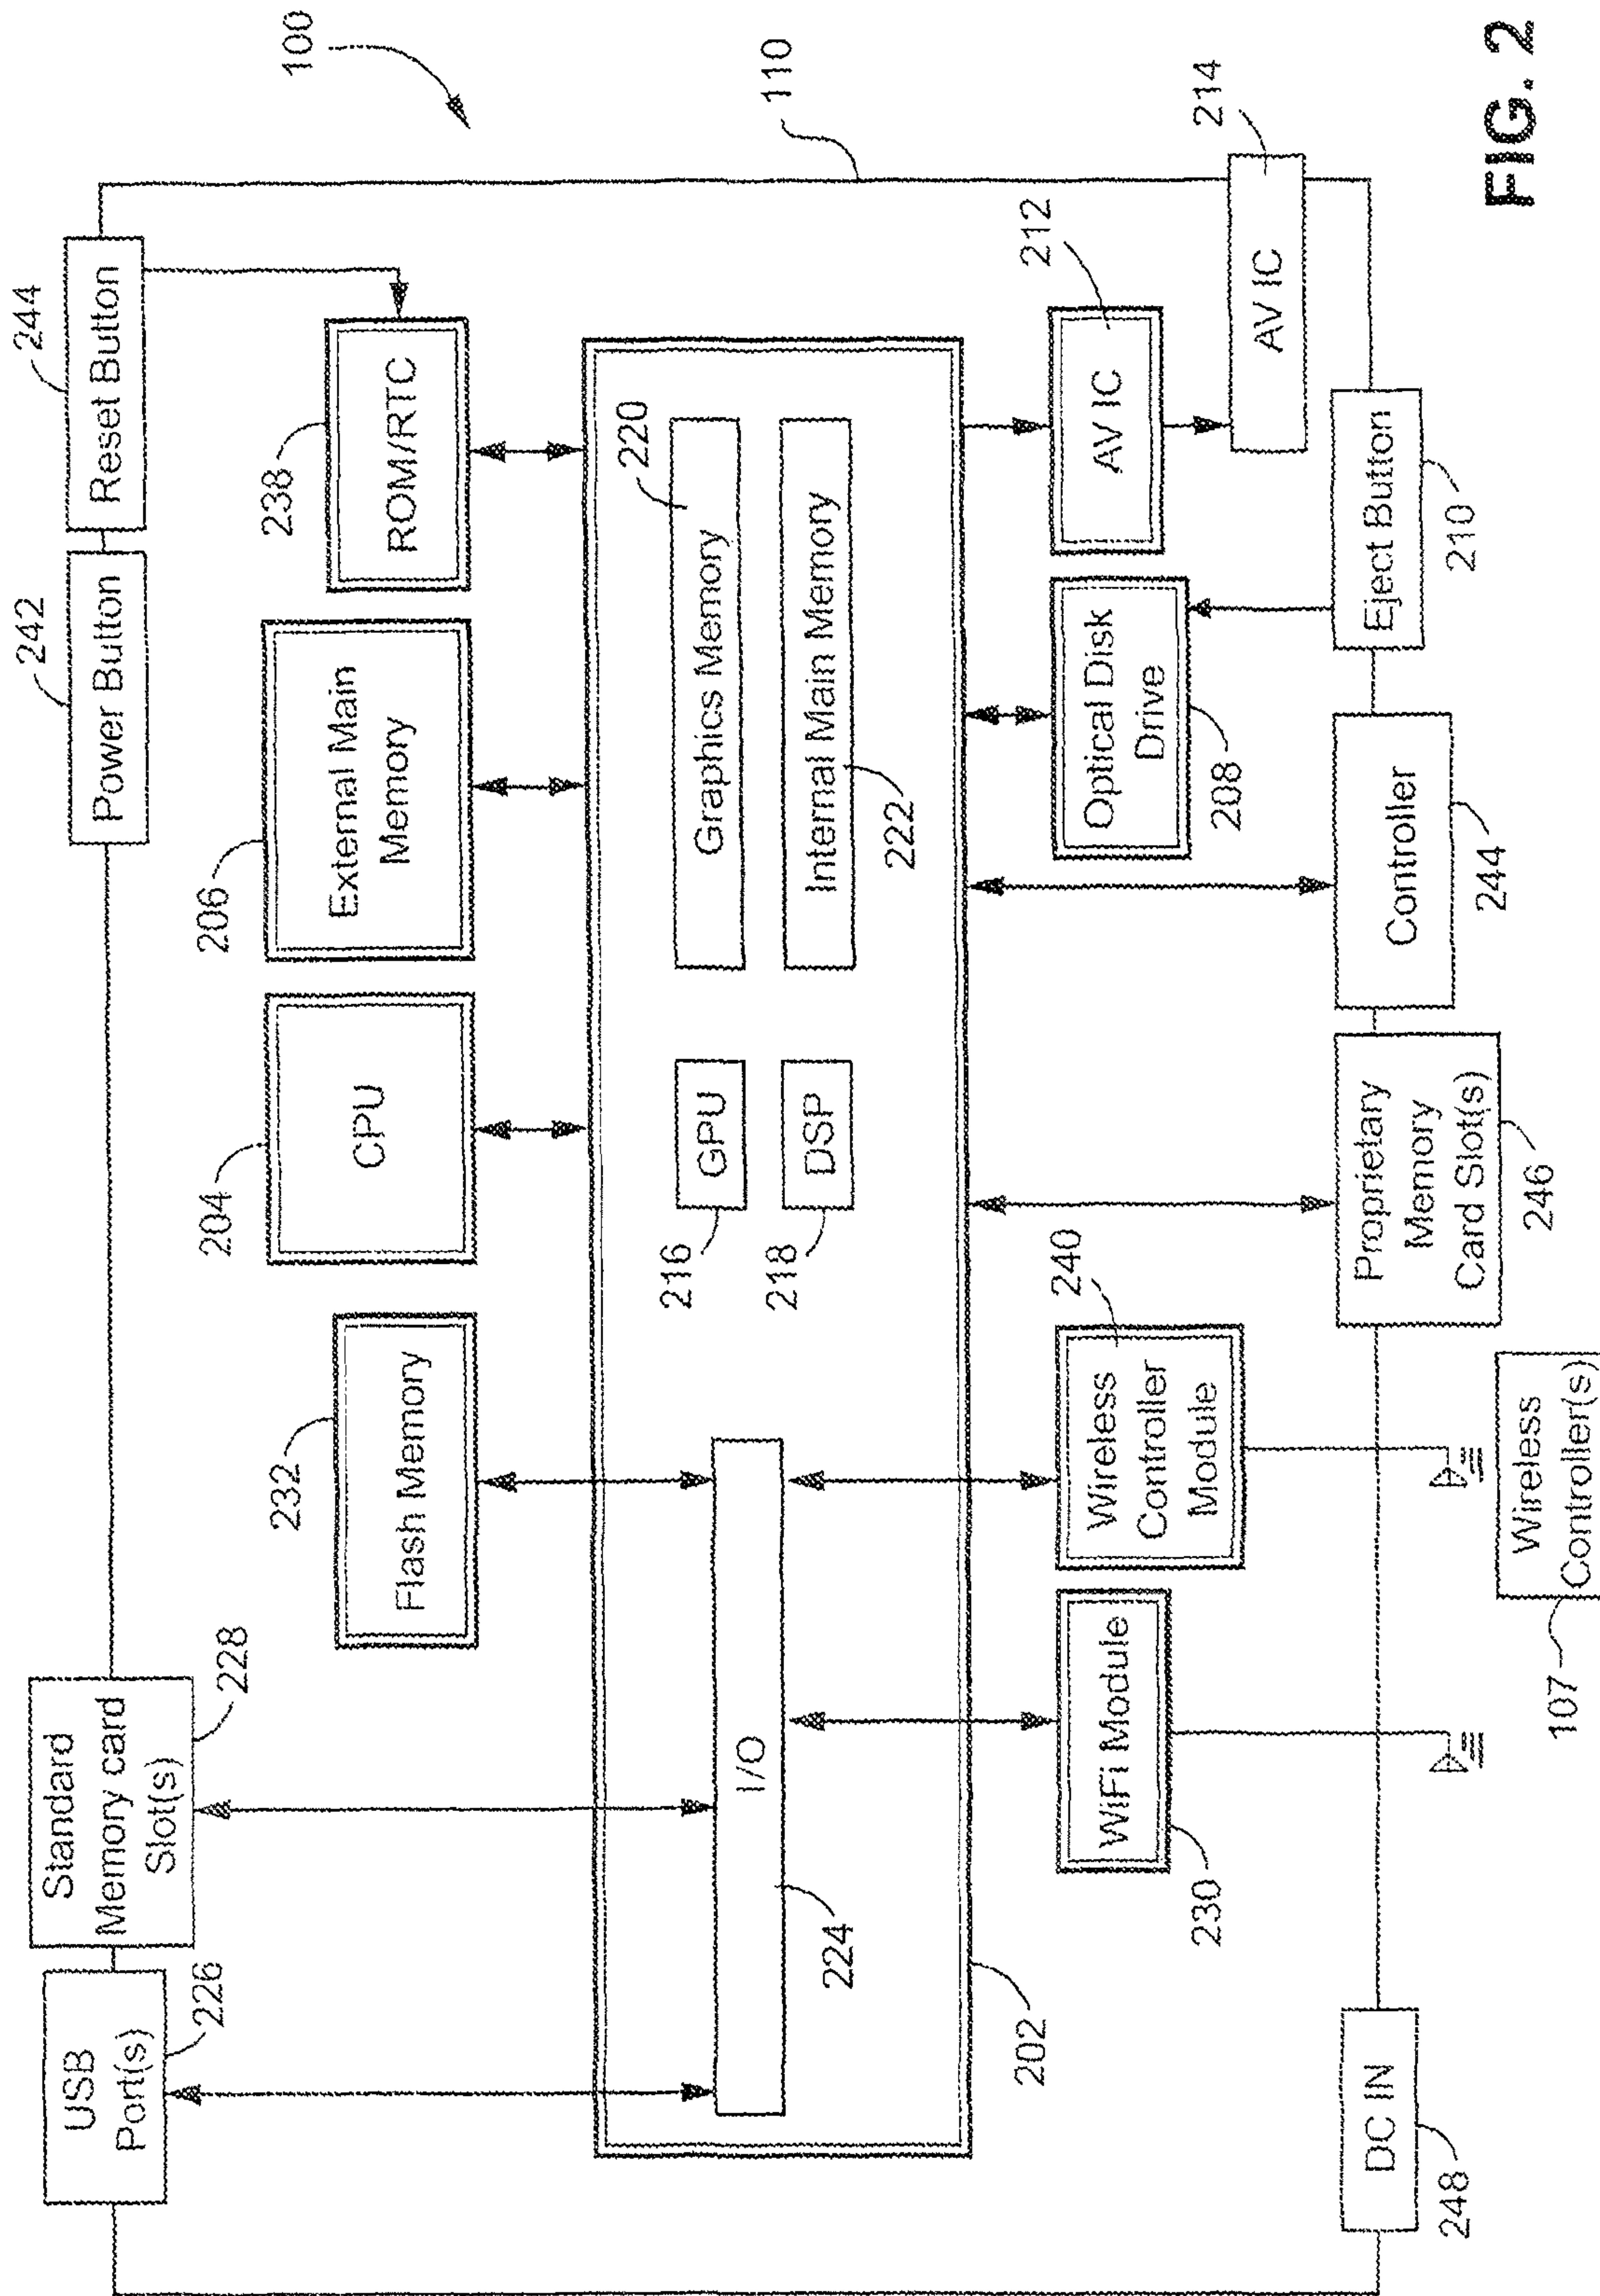 100
110
226
USB
Port(s)
Standard
Memory card
Slot(s)
228
242
Power Button
244
Reset Button
232
Flash Memory
204
CPU
206
External Main
Memory
238
ROM/RTC
I/O
224
216
GPU
218
DSP
220
Graphics Memory
Internal Main Memory
222
202
WiFi Module
230
240
Wireless
Controller
Module
Optical Disk
Drive
208
212
AV IC
214
AV IC
DC IN
248
Proprietary
Memory
Card Slot(s)
246
Controller
244
Eject Button
210
107
Wireless
Controller(s)
FIG. 2